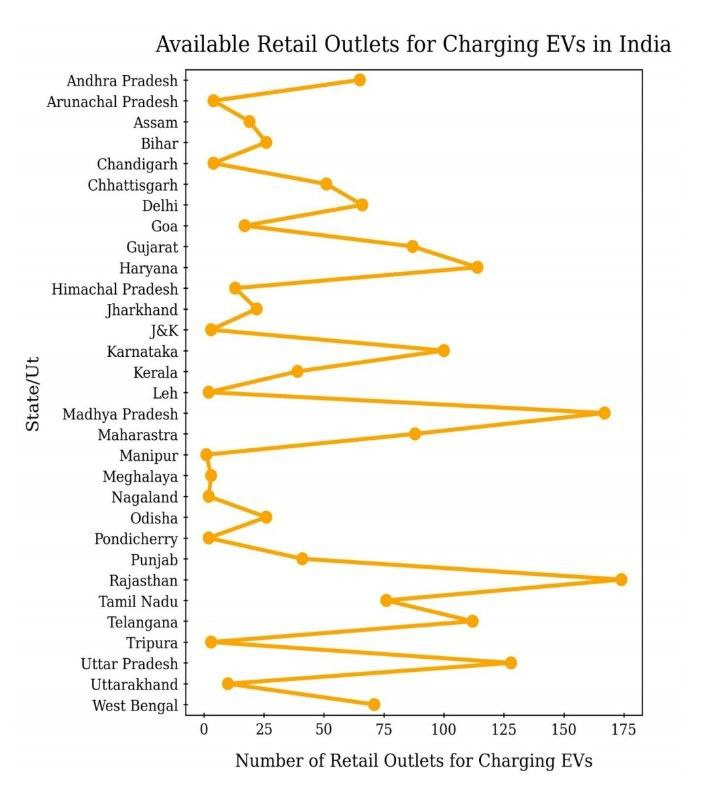 Available Retail Outlets for Charging EVs in India
Andhra Pradesh
Arunachal Pradesh
Assam
Bihar
Chandigarh
Chhattisgarh
Delhi
Goa
Gujarat
Haryana
Himachal Pradesh
Jharkhand
J&K
Karnataka
Kerala
Leh
Madhya Pradesh
Maharastra
Manipur
Meghalaya
Nagaland
Odisha
Pondicherry
Punjab
Rajasthan
Tamil Nadu
Telangana
Tripura
Uttar Pradesh
Uttarakhand
West Bengal
State/Ut
0 25 50 75 100 125 150 175
Number of Retail Outlets for Charging EVs